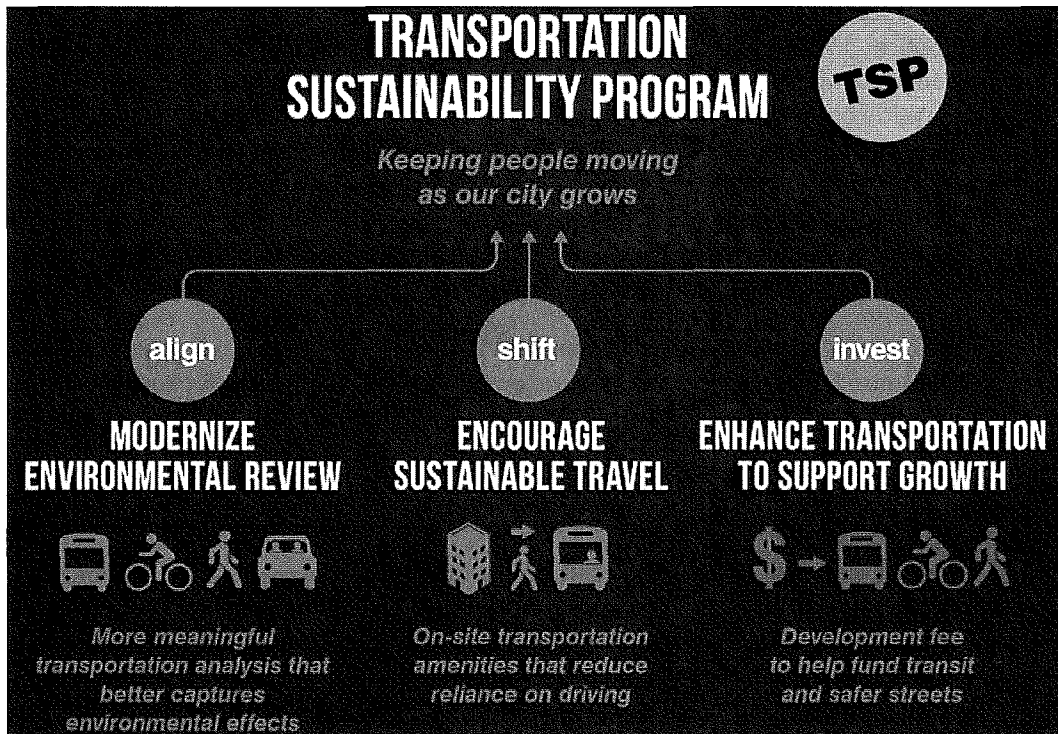 TRANSPORTATION
SUSTAINABILITY PROGRAM
TSP
Keeping people moving
as our city grows
align
MODERNIZE
ENVIRONMENTAL REVIEW
More meaningful
transportation analysis that
better captures
environmental effects
shift
ENCOURAGE
SUSTAINABLE TRAVEL
On-site transportation
amenities that reduce
reliance on driving
invest
ENHANCE TRANSPORTATION
TO SUPPORT GROWTH
$
Development fee
to help fund transit
and safer streets